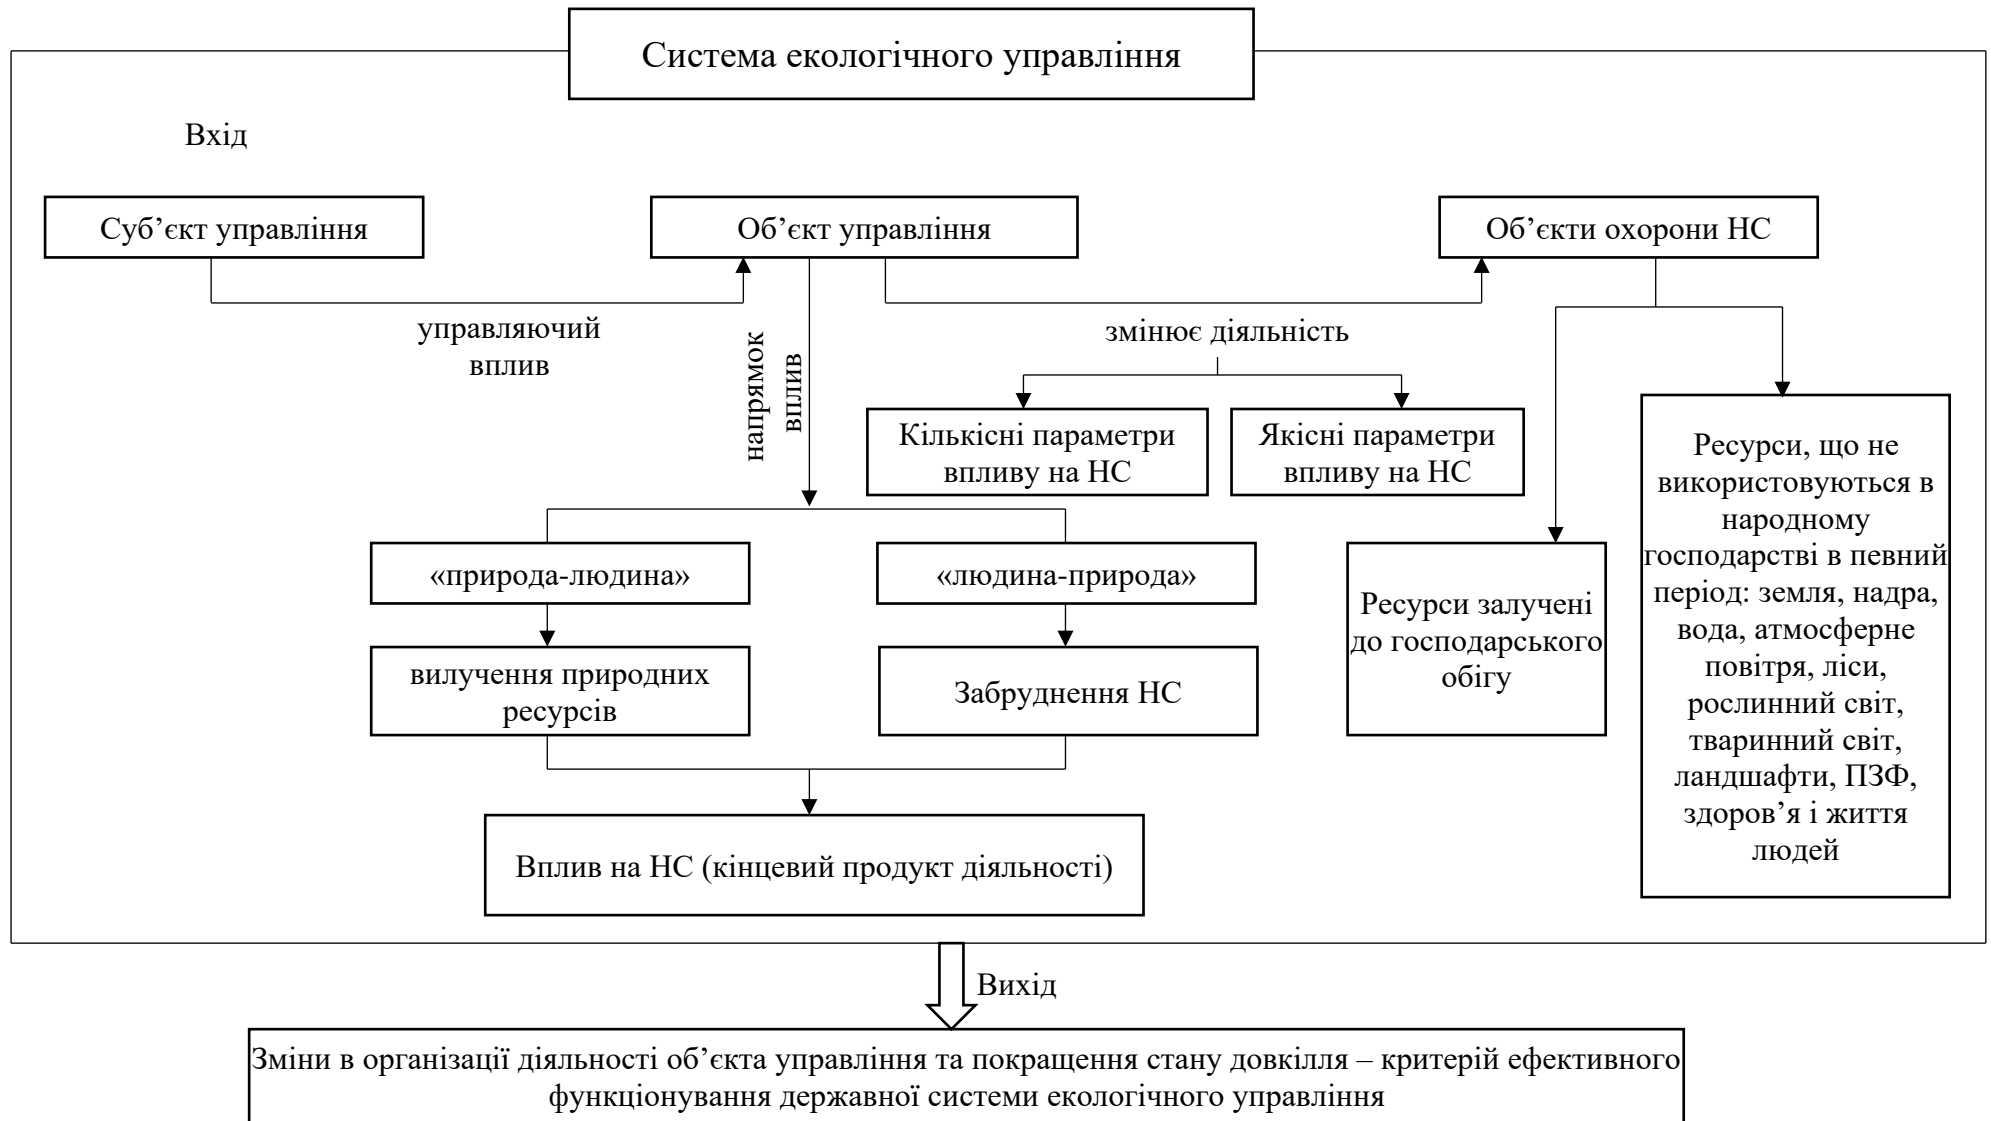 Система екологічного управління
Вхід
Суб’єкт управління
Об’єкт управління
Об’єкти охорони НС
управляючий
вплив
напрямок
вплив
змінює діяльність
Кількісні параметри
впливу на НС
Якісні параметри
впливу на НС
«природа-людина»
«людина-природа»
вилучення природних
ресурсів
Забруднення НС
Ресурси залучені
до господарського
обігу
Ресурси, що не
використовуються в
народному
господарстві в певний
період: земля, надра,
вода, атмосферне
повітря, ліси,
рослинний світ,
тваринний світ,
ландшафти, ПЗФ,
здоров’я і життя
людей
Вплив на НС (кінцевий продукт діяльності)
Вихід
Зміни в організації діяльності об’єкта управління та покращення стану довкілля – критерій ефективного
функціонування державної системи екологічного управління